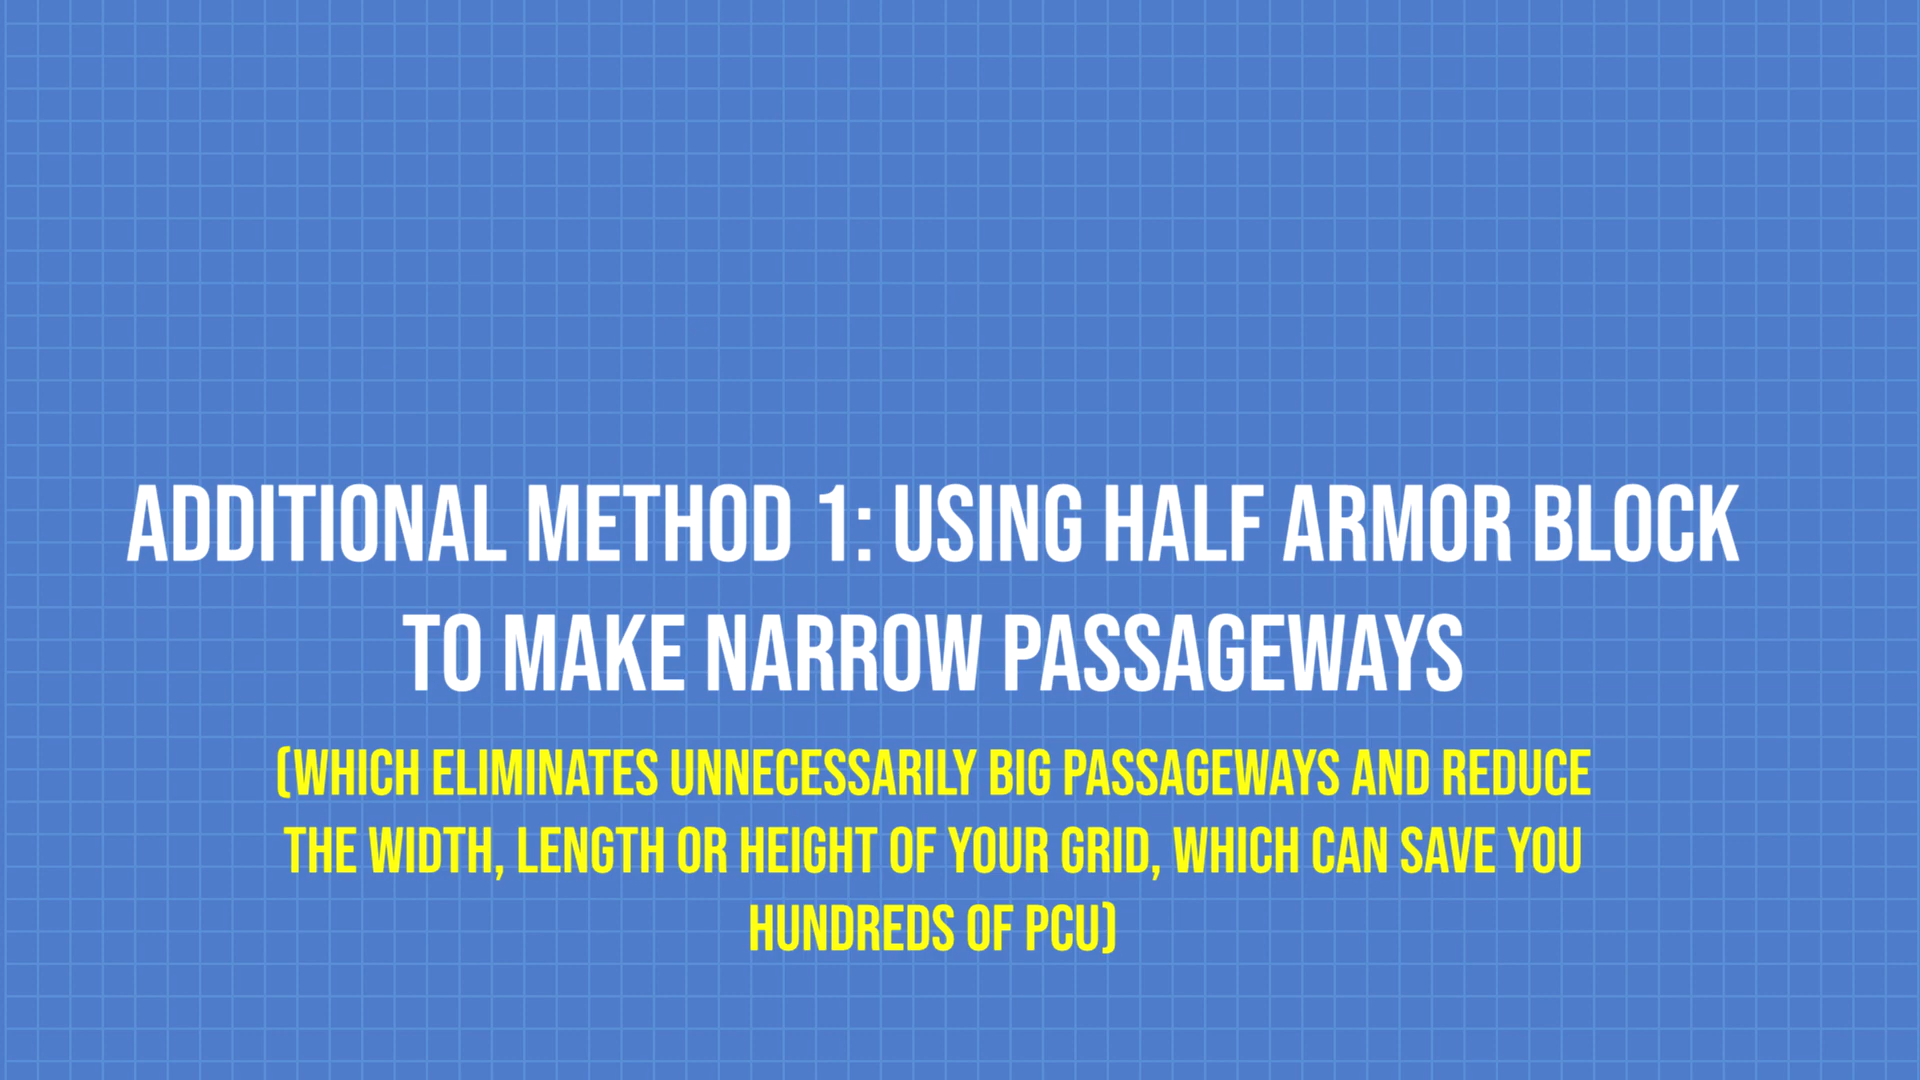 ADDITIONAL METHOD 1: USING HALF ARMOR BLOCK
TO MAKE NARROW PASSAGEWAYS
(WHICH ELIMINATES UNNECESSARILY BIG PASSAGEWAYS AND REDUCE
THE WIDTH, LENGTH OR HEIGHT OF YOUR GRID, WHICH CAN SAVE YOU
HUNDREDS OF PCU)